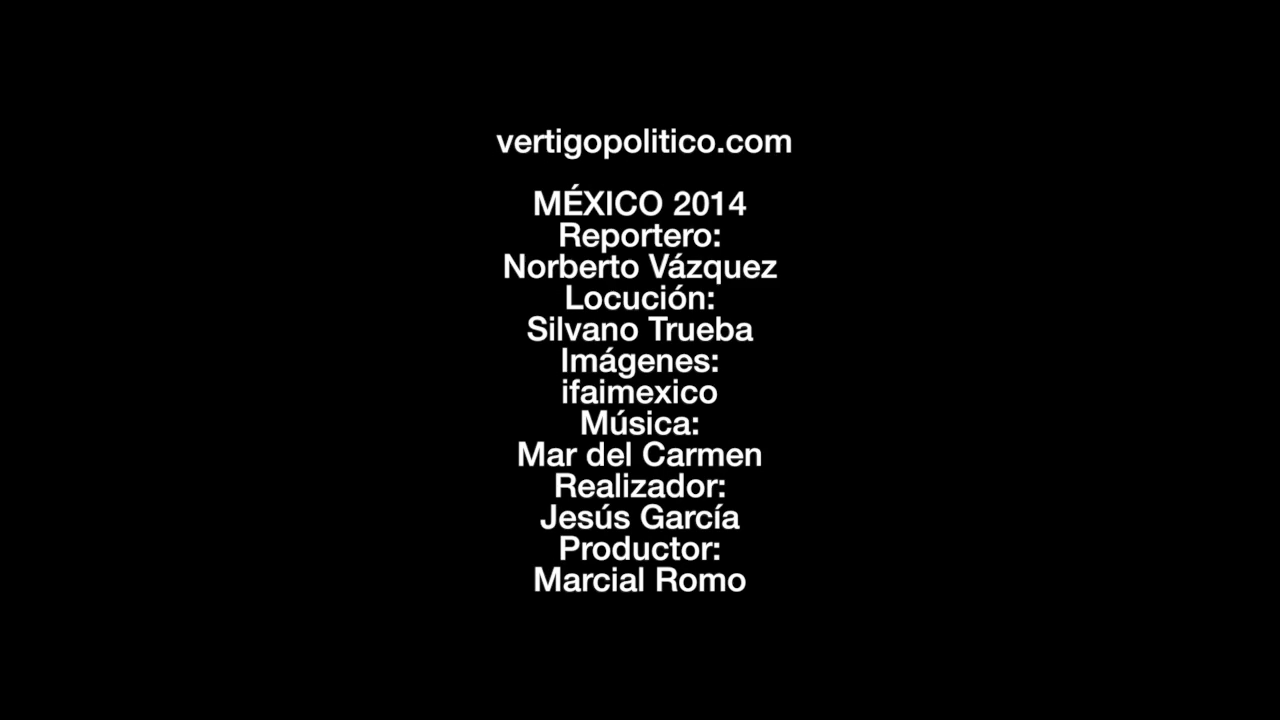 vertigopolitico.com
MÉXICO 2014
Reportero:
Norberto Vázquez
Locución:
Silvano Trueba
Imágenes:
ifaimexico
Música:
Mar del Carmen
Realizador:
Jesús García
Productor:
Marcial Romo